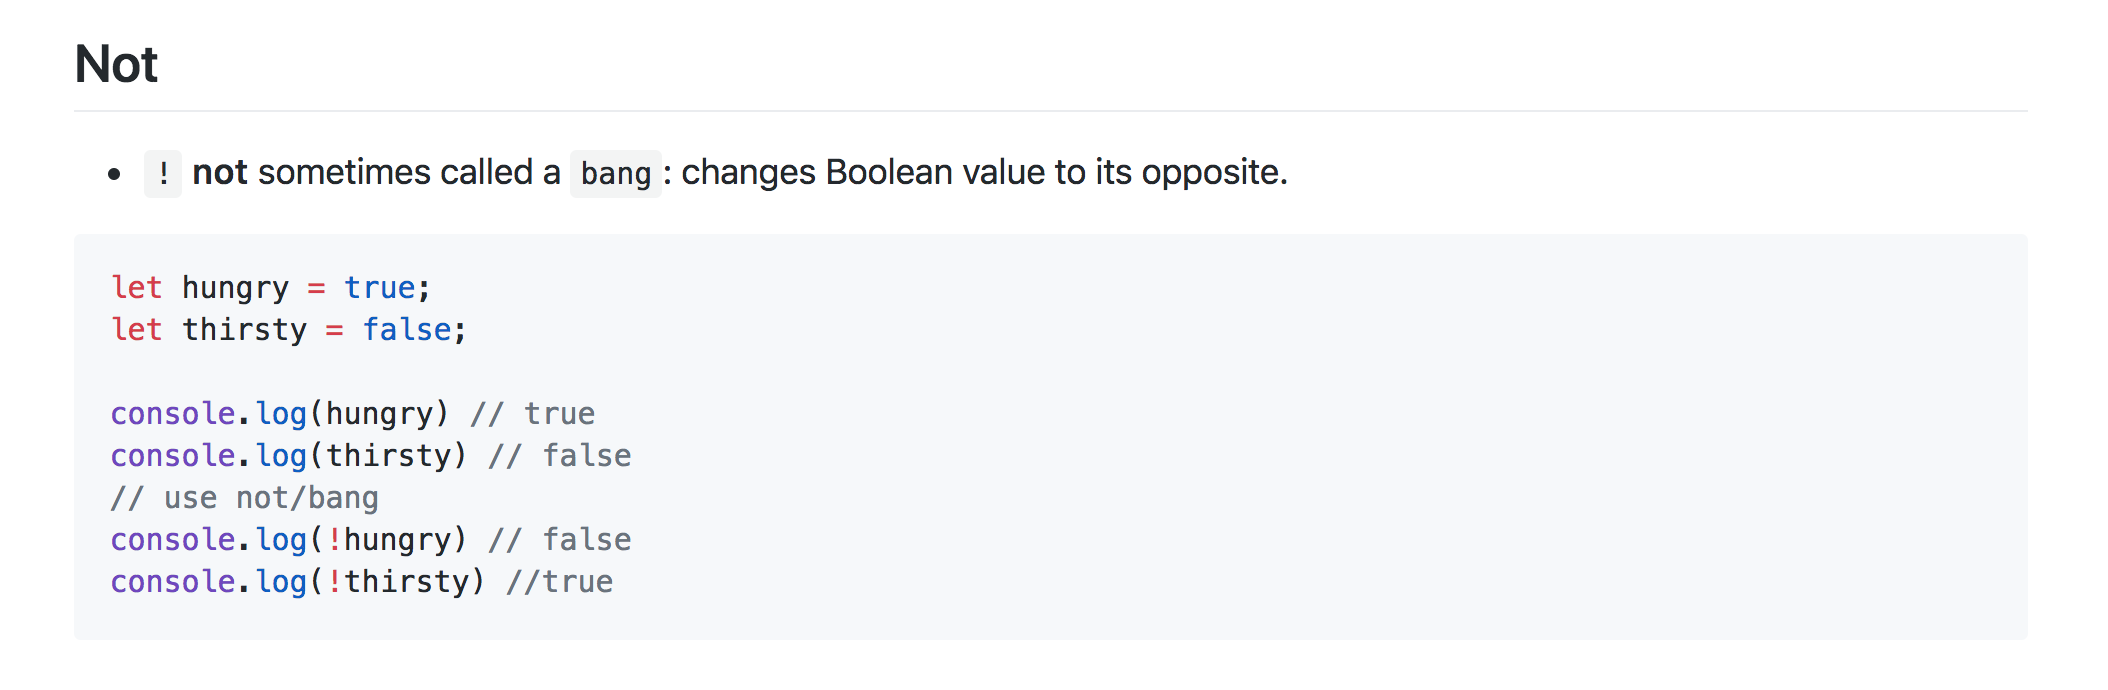 Not
• ! not sometimes called a bang: changes Boolean value to its opposite.
let hungry = true;
let thirsty = false;
console.log(hungry) // true
console.log(thirsty) // false
// use not/bang
console.log(!hungry) // false
console.log(!thirsty) //true